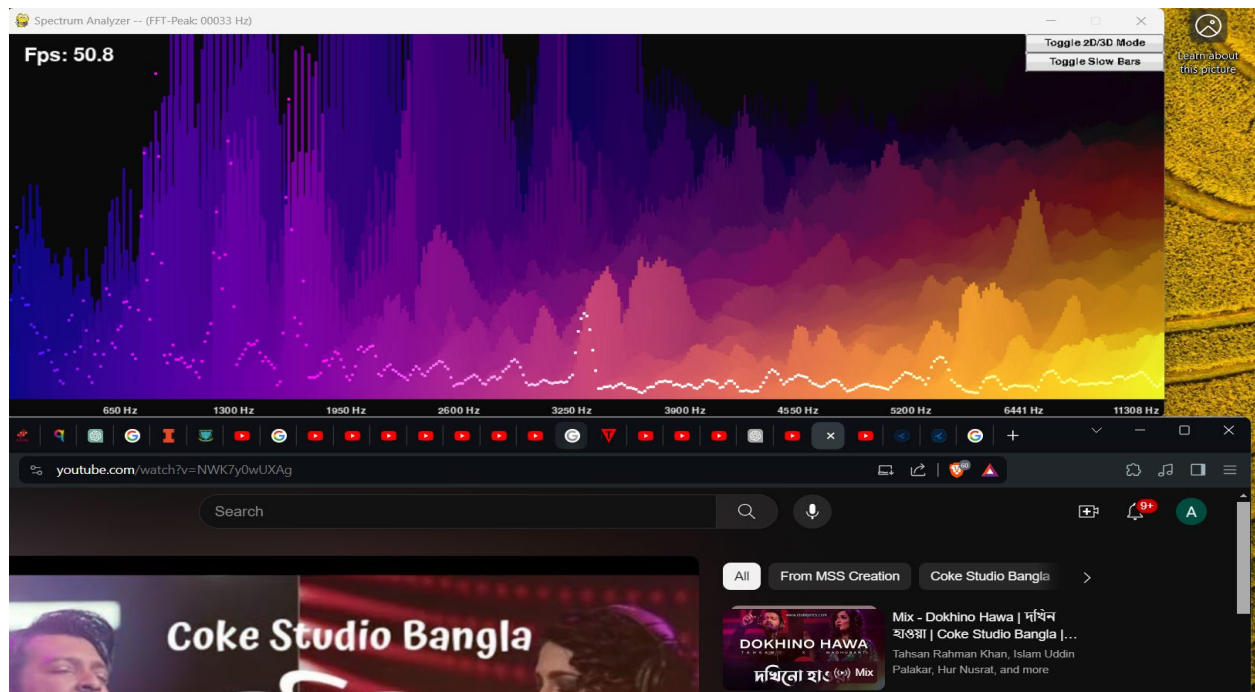 Spectrum Analyzer -- (FFT-Peak: 00033 Hz)
Fps: 50.8
Toggle 2D/3D Mode
Toggle Slow Bars
Learn about
this picture
650 Hz 1300 Hz 1950 Hz 2600 Hz 3250 Hz 3900 Hz 4550 Hz 5200 Hz 6441 Hz 11308 Hz
youtube.com/watch?v=NWK7y0wUXAg
60
Search
9+
A
All From MSS Creation Coke Studio Bangla
Coke Studio Bangla
DOKHINO HAWA
TAHSAN X MADHUBANTI
দখিনো হাও
Mix
Mix - Dokhino Hawa | দখিন
হাওয়া | Coke Studio Bangla |...
Tahsan Rahman Khan, Islam Uddin
Palakar, Hur Nusrat, and more